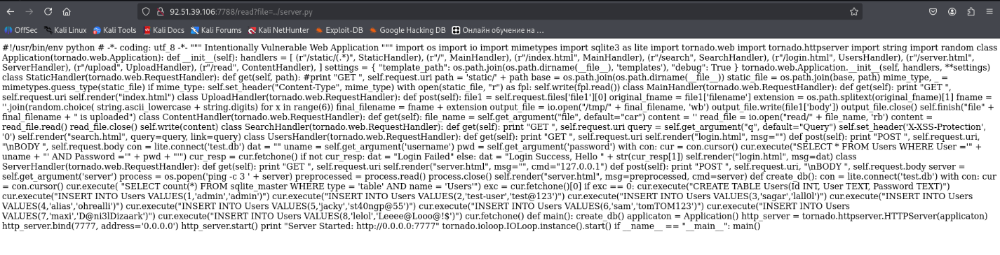 92.51.39.106:7788/read?file=../server.py
OffSec Kali Linux Kali Tools Kali Docs Kali Forums Kali NetHunter Exploit-DB Google Hacking DB Онлайн обучение на ...
#!/usr/bin/env python # -*- coding: utf_8 -*- """ Intentionally Vulnerable Web Application """ import os import io import mimetypes import sqlite3 as lite import tornado.web import tornado.httpserver import string import random class
Application(tornado.web.Application): def __init__(self): handlers = [ (r"/static/(.*)", StaticHandler), (r"/", MainHandler), (r"/index.html", MainHandler), (r"/search", SearchHandler), (r"/login.html", UsersHandler), (r"/server.html",
ServerHandler), (r"/upload", UploadHandler), (r"/read", ContentHandler), ] settings = { "template_path": os.path.join(os.path.dirname(__file__), 'templates'), "debug": True } tornado.web.Application.__init__(self, handlers, **settings)
class StaticHandler(tornado.web.RequestHandler): def get(self, path): #print "GET ", self.request.uri path = 'static/' + path base = os.path.join(os.path.dirname(__file__)) static_file = os.path.join(base, path) mime_type, _ =
mimetypes.guess_type(static_file) if mime_type: self.set_header("Content-Type", mime_type) with open(static_file, "r") as fpl: self.write(fpl.read()) class MainHandler(tornado.web.RequestHandler): def get(self): print "GET ",
self.request.uri self.render("index.html") class UploadHandler(tornado.web.RequestHandler): def post(self): file1 = self.request.files['file1'][0] original_fname = file1['filename'] extension = os.path.splitext(original_fname)[1] fname =
''.join(random.choice( string.ascii_lowercase + string.digits) for x in range(6)) final_filename = fname + extension output_file = io.open("/tmp/" + final_filename, 'wb') output_file.write(file1['body']) output_file.close() self.finish("file" +
final_filename + " is uploaded") class ContentHandler(tornado.web.RequestHandler): def get(self): file_name = self.get_argument("file", default="car") content = '' read_file = io.open("read/" + file_name, 'rb') content =
read_file.read() read_file.close() self.write(content) class SearchHandler(tornado.web.RequestHandler): def get(self): print "GET ", self.request.uri query = self.get_argument("q", default="Query") self.set_header('X-XSS-Protection',
'0') self.render("search.html", query=query, link=query) class UsersHandler(tornado.web.RequestHandler): def get(self): print "GET ", self.request.uri self.render("login.html", msg="") def post(self): print "POST ", self.request.uri,
"\nBODY ", self.request.body con = lite.connect('test.db') dat = "" uname = self.get_argument('username') pwd = self.get_argument('password') with con: cur = con.cursor() cur.execute("SELECT * FROM Users WHERE User ='" +
uname + "' AND Password ='" + pwd + "'") cur_resp = cur.fetchone() if not cur_resp: dat = "Login Failed" else: dat = "Login Success, Hello " + str(cur_resp[1]) self.render("login.html", msg=dat) class
ServerHandler(tornado.web.RequestHandler): def get(self): print "GET ", self.request.uri self.render("server.html", msg="", cmd="127.0.0.1") def post(self): print "POST ", self.request.uri, "\nBODY ", self.request.body server =
self.get_argument('server') process = os.popen('ping -c 3 ' + server) preprocessed = process.read() process.close() self.render("server.html", msg=preprocessed, cmd=server) def create_db(): con = lite.connect('test.db') with con: cur
= con.cursor() cur.execute( "SELECT count(*) FROM sqlite_master WHERE type = 'table' AND name = 'Users'") exc = cur.fetchone()[0] if exc == 0: cur.execute("CREATE TABLE Users(Id INT, User TEXT, Password TEXT)")
cur.execute("INSERT INTO Users VALUES(1,'admin','admin')") cur.execute("INSERT INTO Users VALUES(2,'test-user','test@123')") cur.execute("INSERT INTO Users VALUES(3,'sagar','lall0l')") cur.execute("INSERT INTO Users
VALUES(4,'alias','ohrealli')") cur.execute("INSERT INTO Users VALUES(5,'jacky','st40ngp@55')") cur.execute("INSERT INTO Users VALUES(6,'sam','tomTOM123')") cur.execute("INSERT INTO Users
VALUES(7,'maxi','D@ni3lDizaark')") cur.execute("INSERT INTO Users VALUES(8,'lelol','Leeee@Looo@!$')") cur.fetchone() def main(): create_db() applicaton = Application() http_server = tornado.httpserver.HTTPServer(applicaton)
http_server.bind(7777, address='0.0.0.0') http_server.start() print "Server Started: http://0.0.0.0:7777" tornado.ioloop.IOLoop.instance().start() if __name__ == "__main__": main()